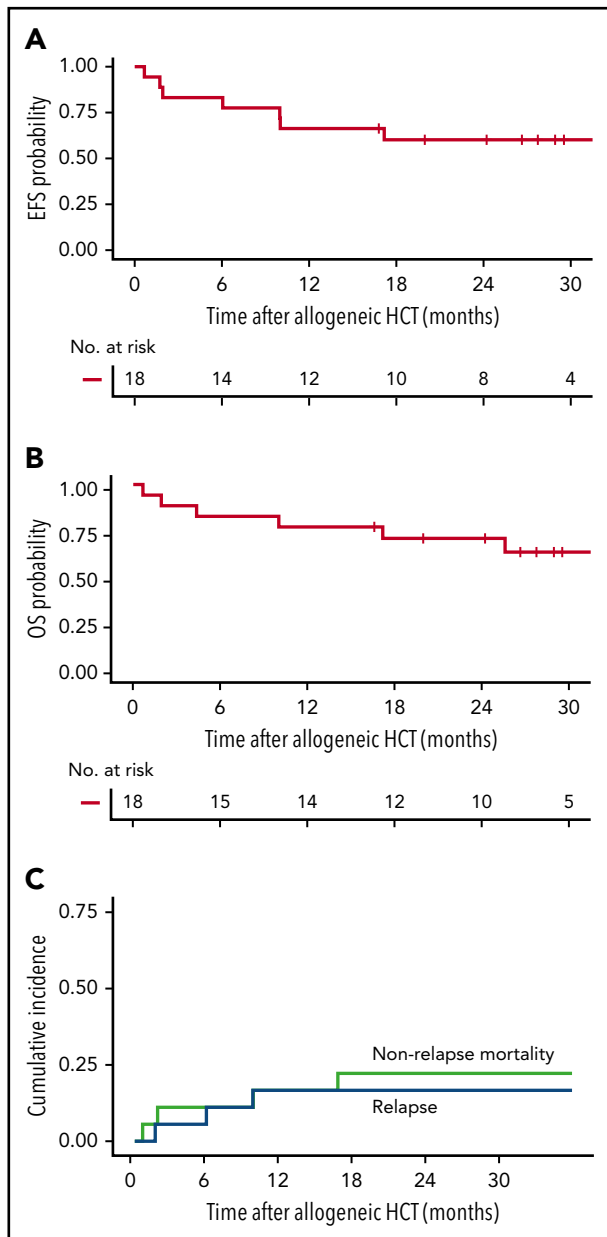 A
1.00
0.75
0.50
0.25
0.00
EFS probability
0 6 12 18 24 30
Time after allogeneic HCT (months)
No. at risk
18 14 12 10 8 4
B
1.00
0.75
0.50
0.25
0.00
OS probability
0 6 12 18 24 30
Time after allogeneic HCT (months)
No. at risk
18 15 14 12 10 5
C
0.75
0.50
0.25
0.00
Cumulative incidence
Non-relapse mortality
Relapse
0 6 12 18 24 30
Time after allogeneic HCT (months)